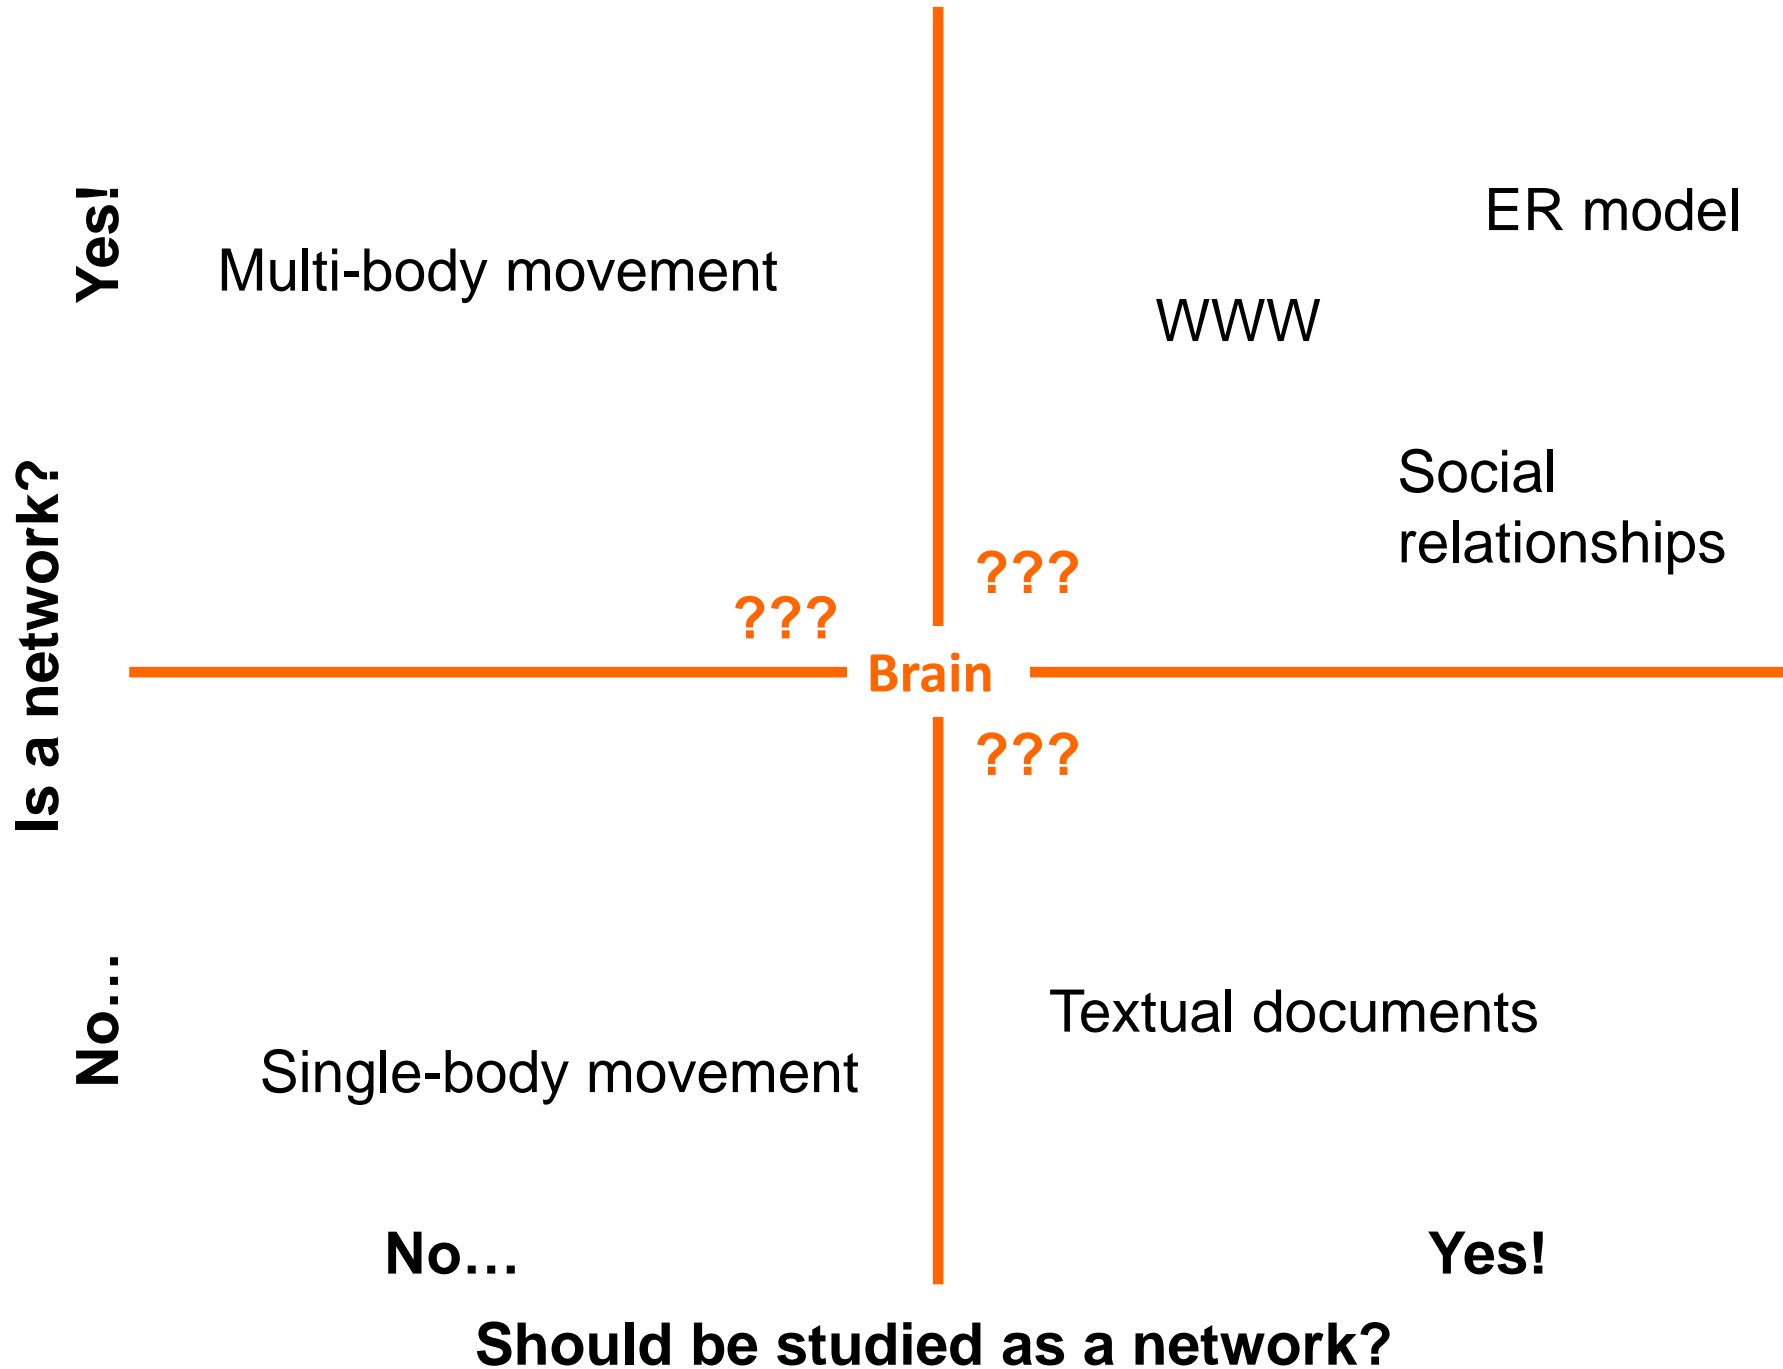 Is a network?
Yes!
No…
Multi-body movement
ER model
WWW
Social
relationships
???
???
Brain
???
Textual documents
Single-body movement
No…
Yes!
Should be studied as a network?